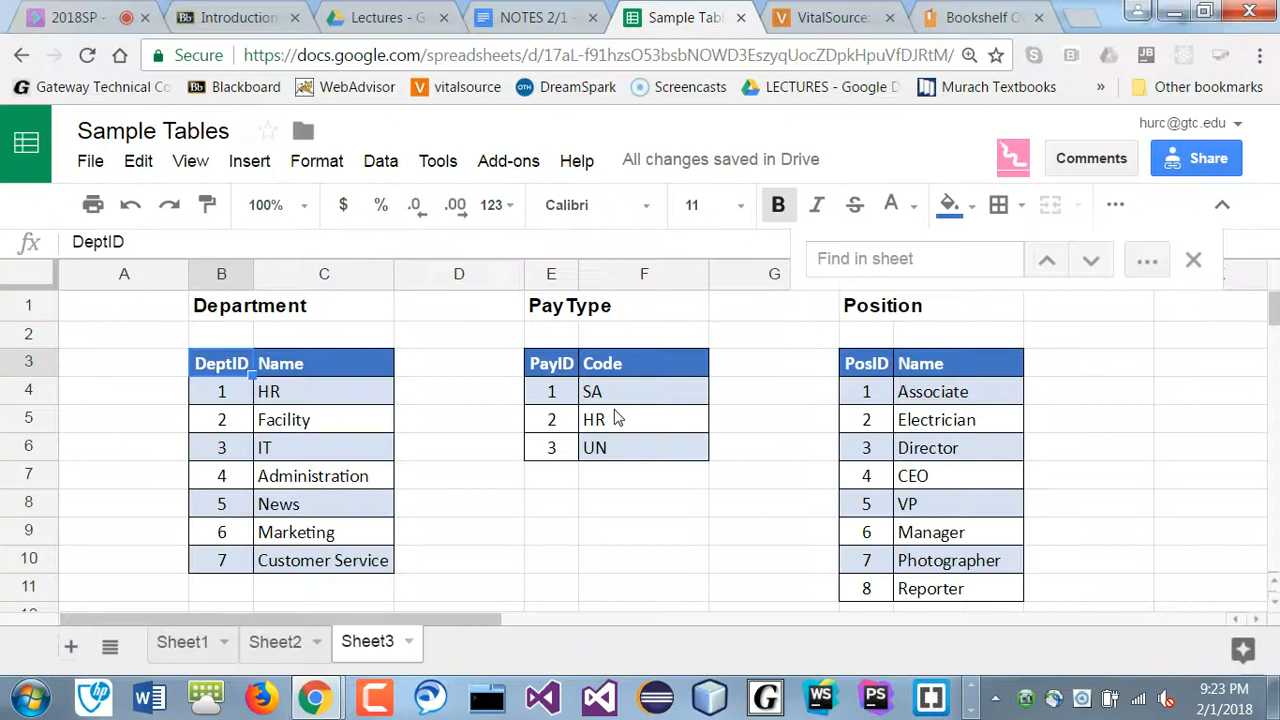 2018SP -
Introduction
Lectures - G
NOTES 2/1 -
Sample Tabl
VitalSource:
Bookshelf O
Secure
https://docs.google.com/spreadsheets/d/17aL-f91hzsO53bsbNOWD3EszyqUocZDpkHpuVfDJRtM/
Gateway Technical Co
Blackboard
WebAdvisor
vitalsource
DreamSpark
Screencasts
LECTURES - Google D
Murach Textbooks
»
Other bookmarks
Sample Tables
hurc@gtc.edu
File Edit View Insert Format Data Tools Add-ons Help
All changes saved in Drive
Comments
Share
100% $ % .0 .00 123 Calibri 11 B I S A
fx DeptID
Find in sheet
A B C D E F G
1 Department Pay Type Position
2
3 DeptID Name PayID Code PosID Name
4 1 HR 1 SA 1 Associate
5 2 Facility 2 HR 2 Electrician
6 3 IT 3 UN 3 Director
7 4 Administration 4 CEO
8 5 News 5 VP
9 6 Marketing 6 Manager
10 7 Customer Service 7 Photographer
11 8 Reporter
Sheet1 Sheet2 Sheet3
9:23 PM
2/1/2018